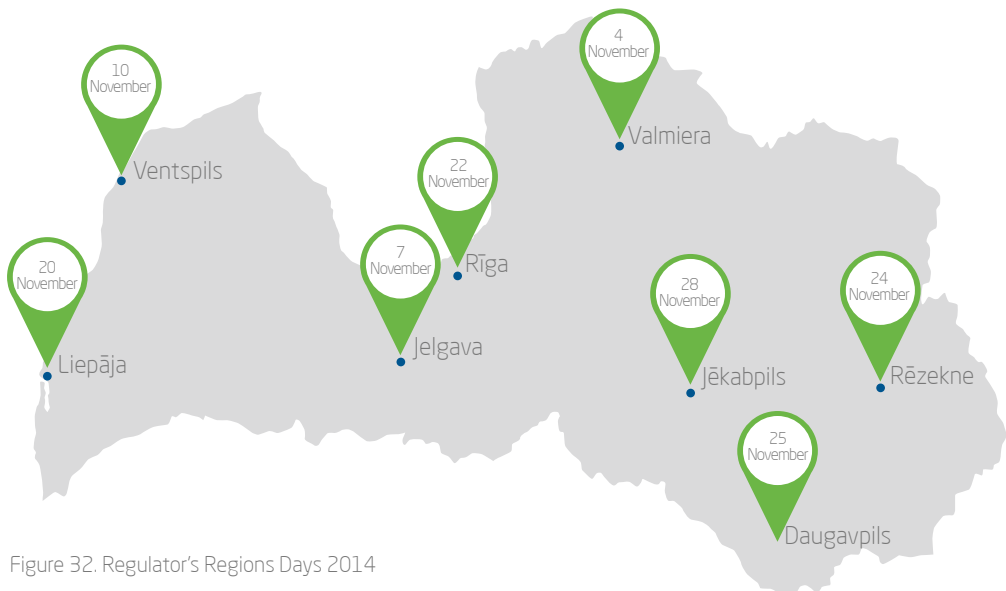 4
November
Valmiera
10
November
Ventspils
22
November
Rīga
7
November
Jelgava
20
November
Liepāja
28
November
Jēkabpils
24
November
Rēzekne
25
November
Daugavpils
Figure 32. Regulator's Regions Days 2014